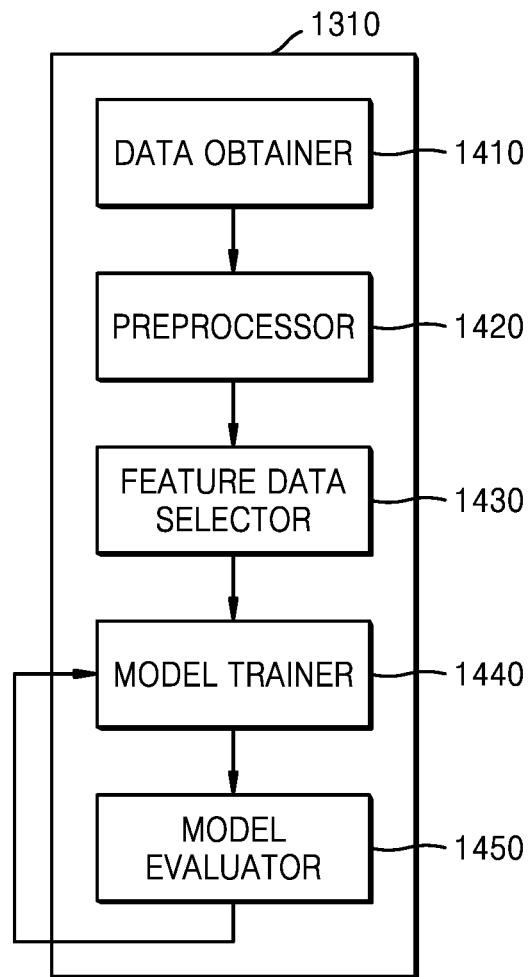 1310
DATA OBTAINER
1410
PREPROCESSOR
1420
FEATURE DATA
SELECTOR
1430
MODEL TRAINER
1440
MODEL
EVALUATOR
1450